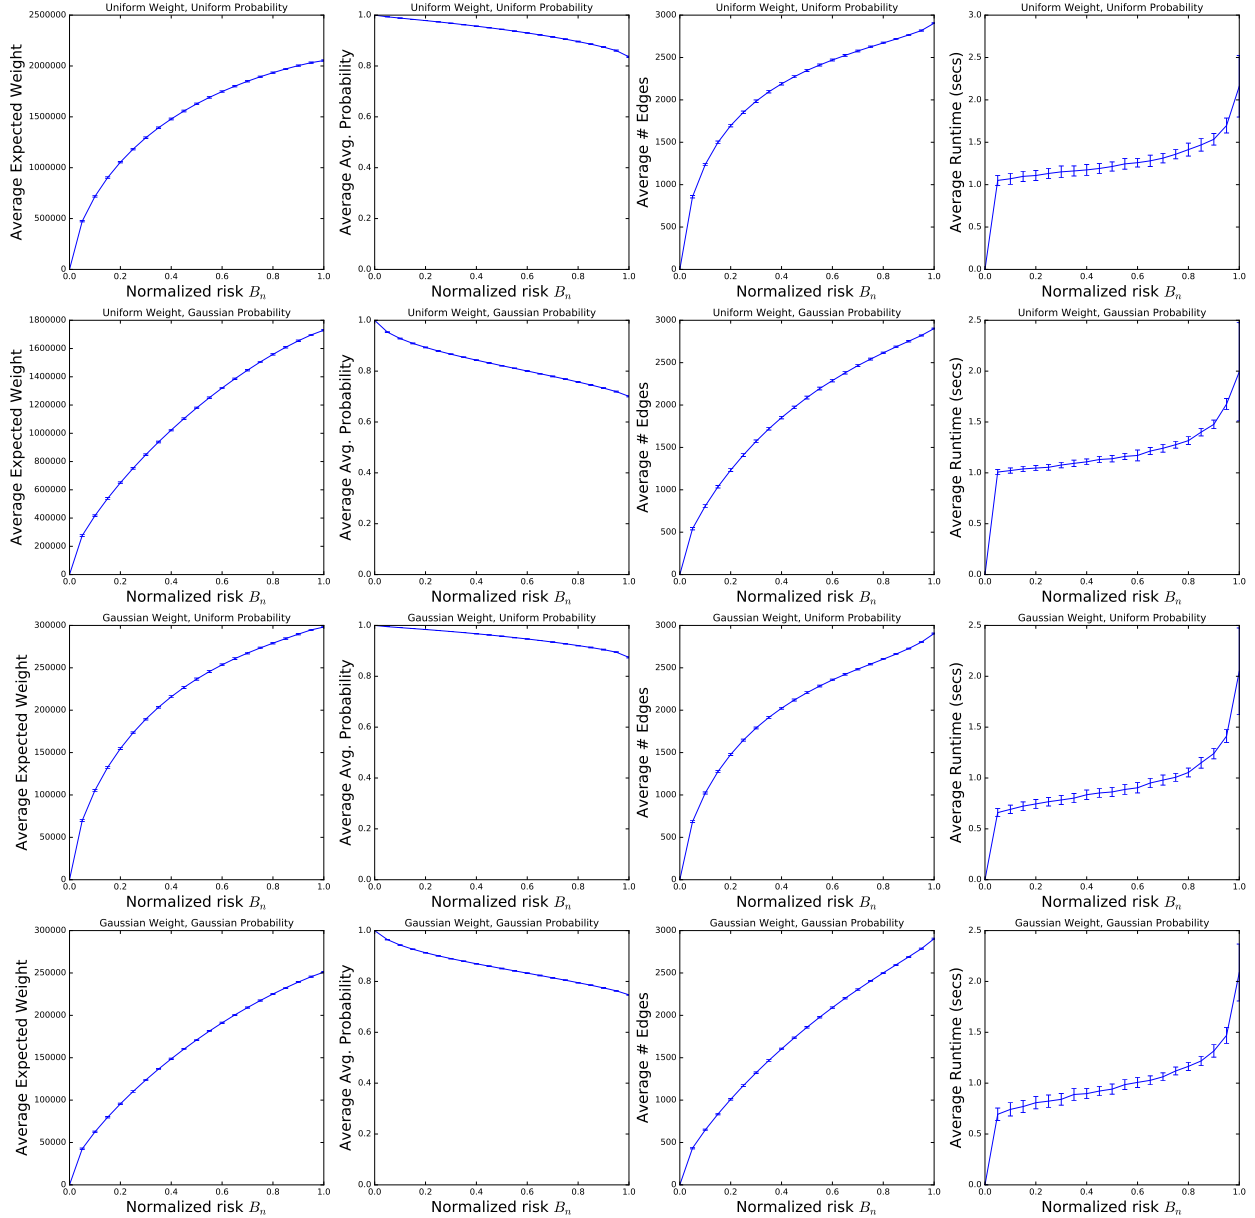 Uniform Weight, Uniform Probability
Average Expected Weight
2500000
2000000
1500000
1000000
500000
0
0.0 0.2 0.4 0.6 0.8 1.0
Normalized risk Bn
Uniform Weight, Uniform Probability
Average Avg. Probability
1.0
0.8
0.6
0.4
0.2
0.0
0.0 0.2 0.4 0.6 0.8 1.0
Normalized risk Bn
Uniform Weight, Uniform Probability
Average # Edges
3000
2500
2000
1500
1000
500
0
0.0 0.2 0.4 0.6 0.8 1.0
Normalized risk Bn
Uniform Weight, Uniform Probability
Average Runtime (secs)
3.0
2.5
2.0
1.5
1.0
0.5
0.0
0.0 0.2 0.4 0.6 0.8 1.0
Normalized risk Bn
Uniform Weight, Gaussian Probability
Average Expected Weight
1800000
1600000
1400000
1200000
1000000
800000
600000
400000
200000
0
0.0 0.2 0.4 0.6 0.8 1.0
Normalized risk Bn
Uniform Weight, Gaussian Probability
Average Avg. Probability
1.0
0.8
0.6
0.4
0.2
0.0
0.0 0.2 0.4 0.6 0.8 1.0
Normalized risk Bn
Uniform Weight, Gaussian Probability
Average # Edges
3000
2500
2000
1500
1000
500
0
0.0 0.2 0.4 0.6 0.8 1.0
Normalized risk Bn
Uniform Weight, Gaussian Probability
Average Runtime (secs)
2.5
2.0
1.5
1.0
0.5
0.0
0.0 0.2 0.4 0.6 0.8 1.0
Normalized risk Bn
Gaussian Weight, Uniform Probability
Average Expected Weight
300000
250000
200000
150000
100000
50000
0
0.0 0.2 0.4 0.6 0.8 1.0
Normalized risk Bn
Gaussian Weight, Uniform Probability
Average Avg. Probability
1.0
0.8
0.6
0.4
0.2
0.0
0.0 0.2 0.4 0.6 0.8 1.0
Normalized risk Bn
Gaussian Weight, Uniform Probability
Average # Edges
3000
2500
2000
1500
1000
500
0
0.0 0.2 0.4 0.6 0.8 1.0
Normalized risk Bn
Gaussian Weight, Uniform Probability
Average Runtime (secs)
2.5
2.0
1.5
1.0
0.5
0.0
0.0 0.2 0.4 0.6 0.8 1.0
Normalized risk Bn
Gaussian Weight, Gaussian Probability
Average Expected Weight
300000
250000
200000
150000
100000
50000
0
0.0 0.2 0.4 0.6 0.8 1.0
Normalized risk Bn
Gaussian Weight, Gaussian Probability
Average Avg. Probability
1.0
0.8
0.6
0.4
0.2
0.0
0.0 0.2 0.4 0.6 0.8 1.0
Normalized risk Bn
Gaussian Weight, Gaussian Probability
Average # Edges
3000
2500
2000
1500
1000
500
0
0.0 0.2 0.4 0.6 0.8 1.0
Normalized risk Bn
Gaussian Weight, Gaussian Probability
Average Runtime (secs)
2.5
2.0
1.5
1.0
0.5
0.0
0.0 0.2 0.4 0.6 0.8 1.0
Normalized risk Bn